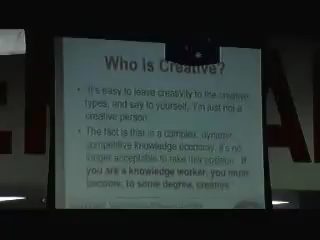 Who Is Creative?
• It's easy to leave creativity to the creative
types, and say to yourself, I'm just not a
creative person
• The fact is that in a complex, dynamic,
competitive knowledge economy, it's no
longer acceptable to take this position. If
you are a knowledge worker, you must
become, to some degree, creative.